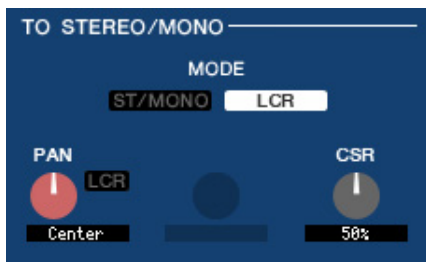 TO STEREO/MONO
MODE
ST/MONO LCR
PAN CSR
LCR
Center 50%